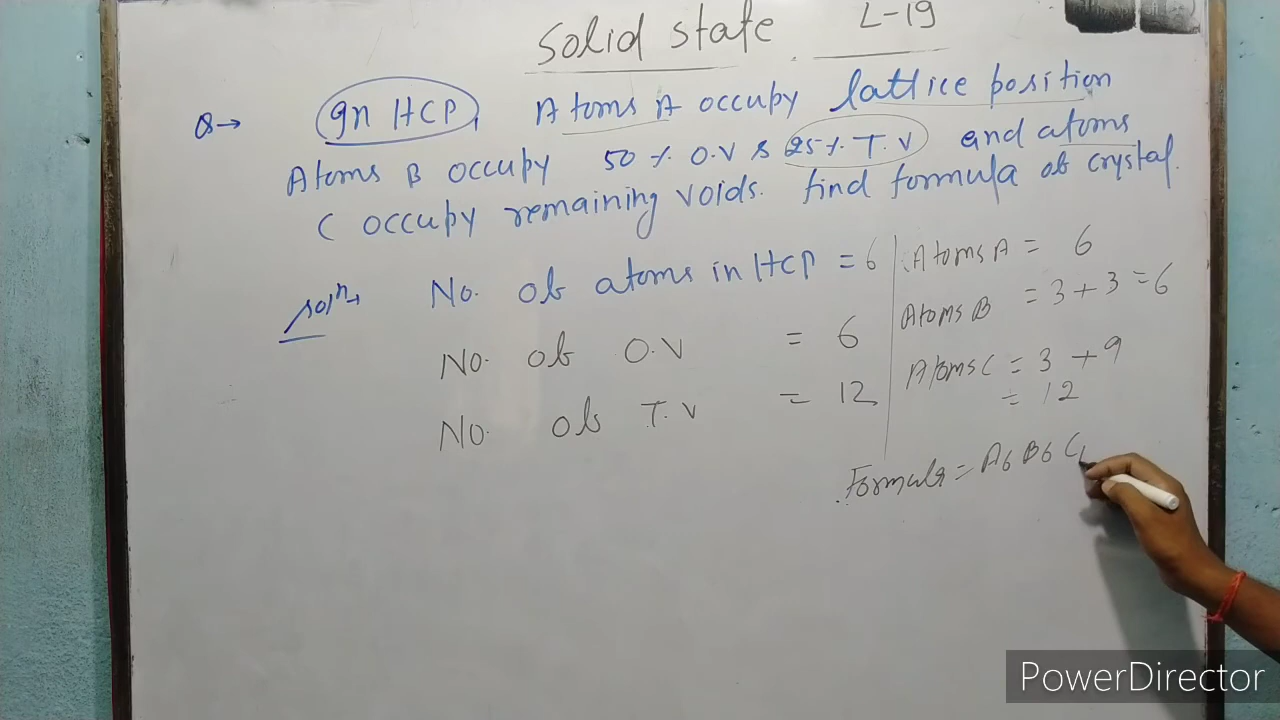 Solid state L-19
Q→ In HCP, Atoms A occupy lattice position
Atoms B occupy 50% O.V & 25% T.V and atoms
C occupy remaining voids. find formula of crystal.
Solⁿ→ No. of atoms in HCP = 6
No. of O.V = 6
No. of T.V = 12
Atoms A = 6
Atoms B = 3+3=6
Atoms C = 3+9
= 12
Formula = A6 B6 C1
PowerDirector